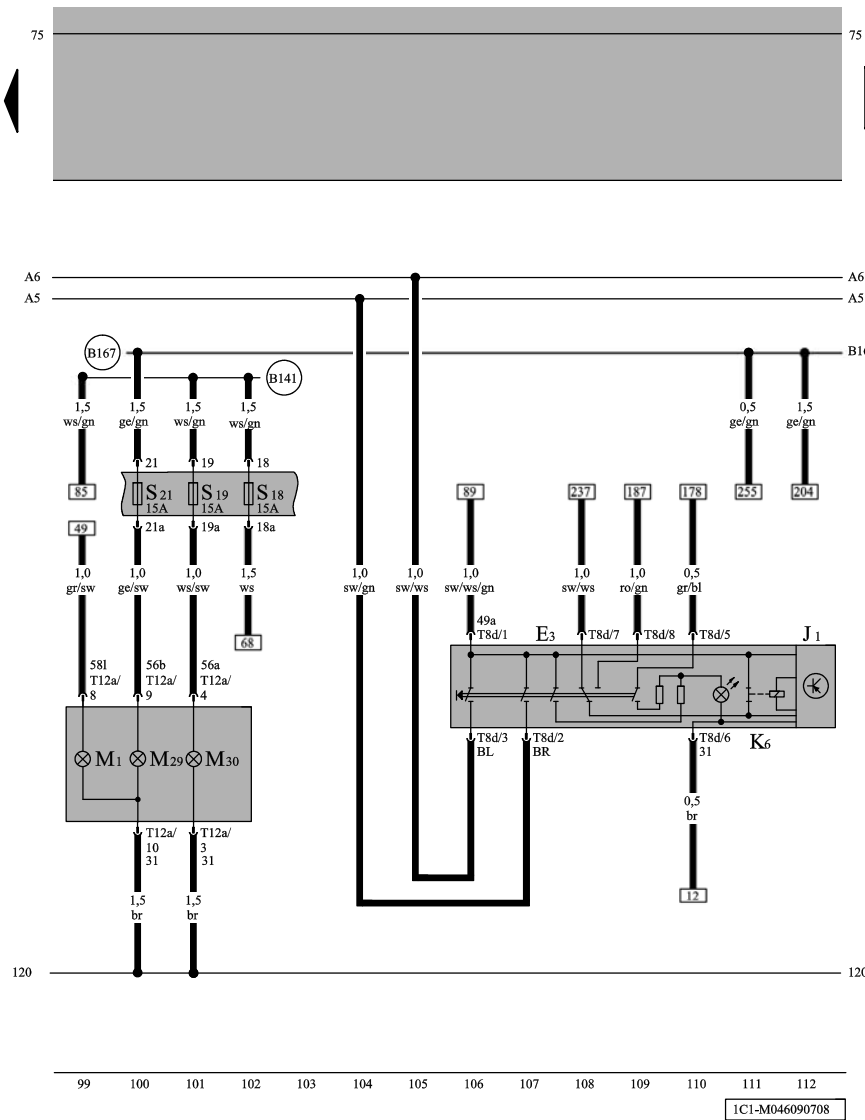 75 75
A6 A6
A5 A5
B167 B16
B141
1,5 1,5 1,5 1,5 0,5 1,5
ws/gn ge/gn ws/gn ws/gn ge/gn ge/gn
21 19 18
85 S21 S19 S18 89 237 187 178 255 204
15A 15A 15A
49 21a 19a 18a
1,0 1,0 1,0 1,5 1,0 1,0 1,0 1,0 1,0 0,5
gr/sw ge/sw ws/sw ws sw/gn sw/ws sw/ws/gn sw/ws ro/gn gr/bl
49a
68 T8d/1 E3 T8d/7 T8d/8 T8d/5 J1
58l 56b 56a
T12a/ T12a/ T12a/
8 9 4
T8d/3 T8d/2 T8d/6
BL BR 31 K6
M1 M29 M30
0,5
br
T12a/ T12a/
10 3
31 31
12
1,5 1,5
br br
120 120
99 100 101 102 103 104 105 106 107 108 109 110 111 112
1C1-M046090708